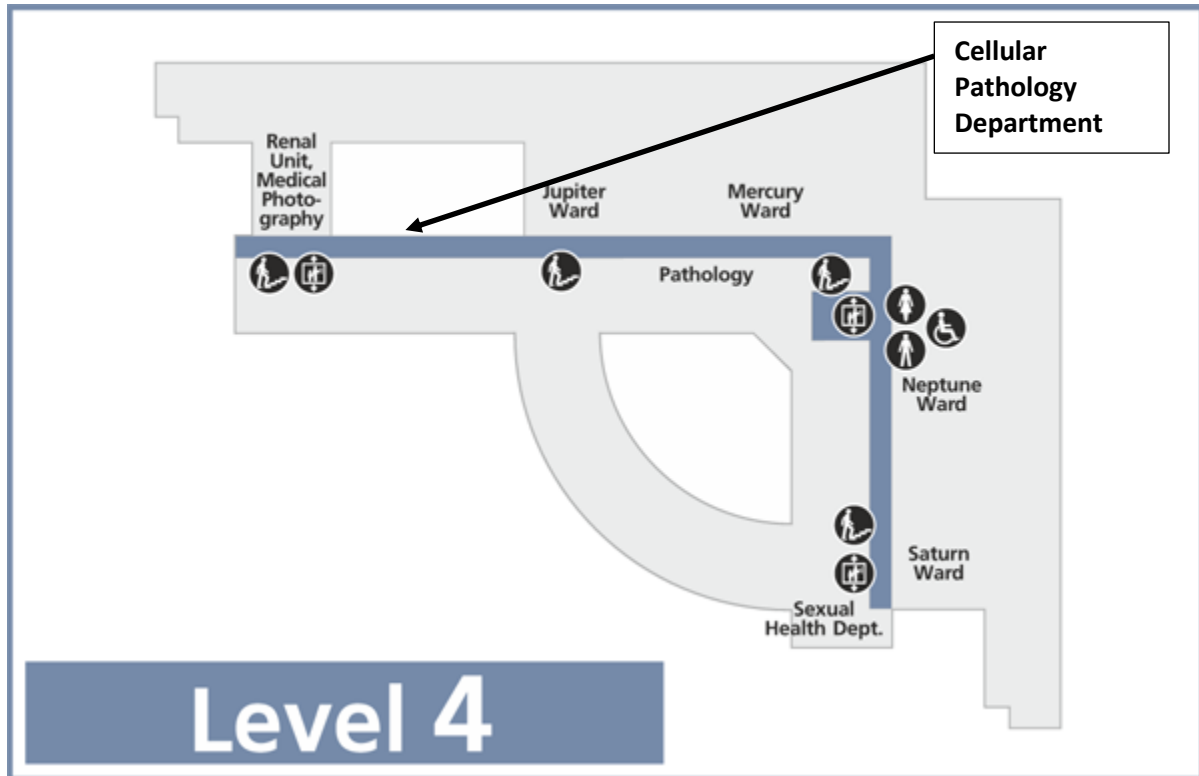 Cellular
Pathology
Department
Renal
Unit,
Medical
Photo-
graphy
Jupiter
Ward
Mercury
Ward
Pathology
Neptune
Ward
Saturn
Ward
Sexual
Health Dept.
Level 4